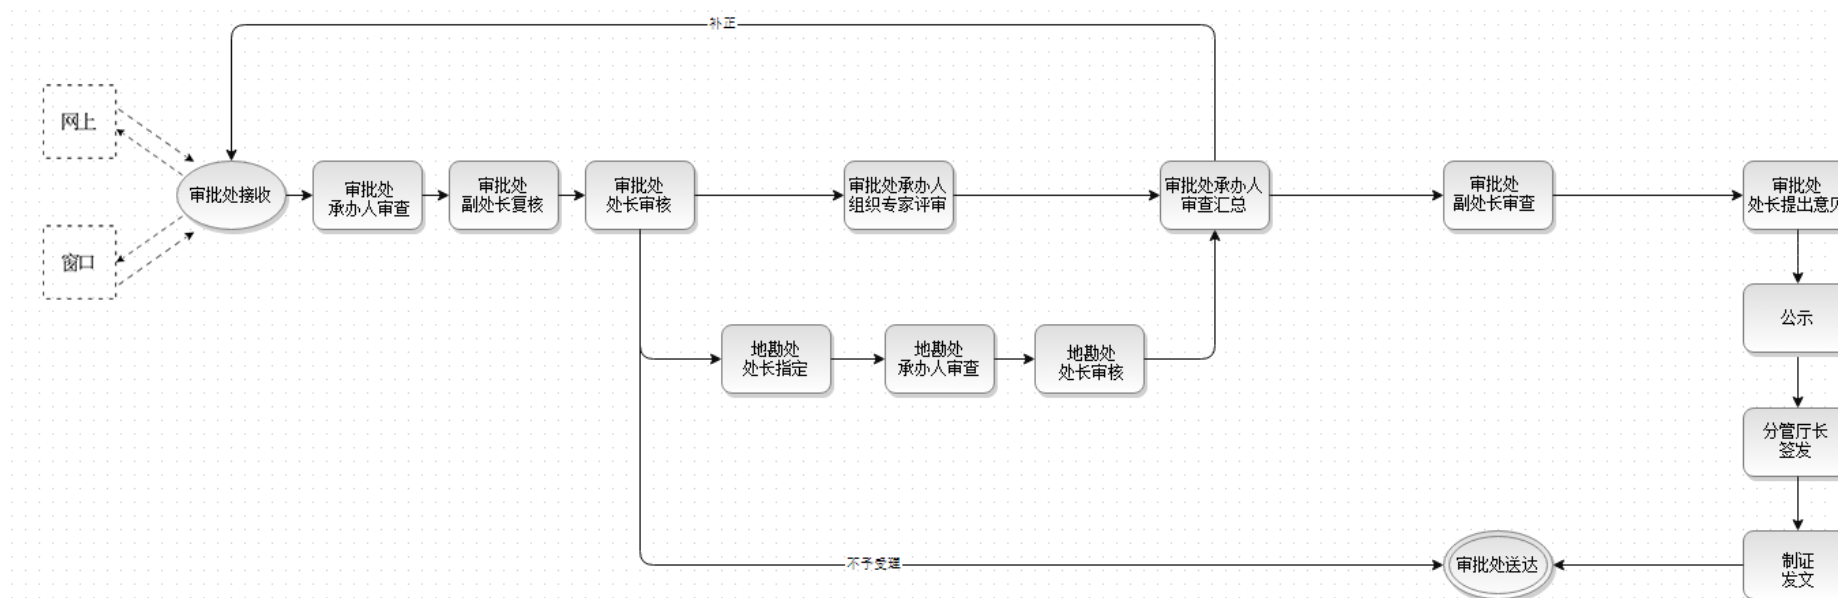 补正
网上
审批处接收
审批处
承办人审查
审批处
副处长复核
审批处
处长审核
审批处承办人
组织专家评审
审批处承办人
审查汇总
审批处
副处长审查
审批处
处长提出意见
窗口
地勘处
处长指定
地勘处
承办人审查
地勘处
处长审核
公示
分管厅长
签发
不予受理
审批处送达
制证
发文